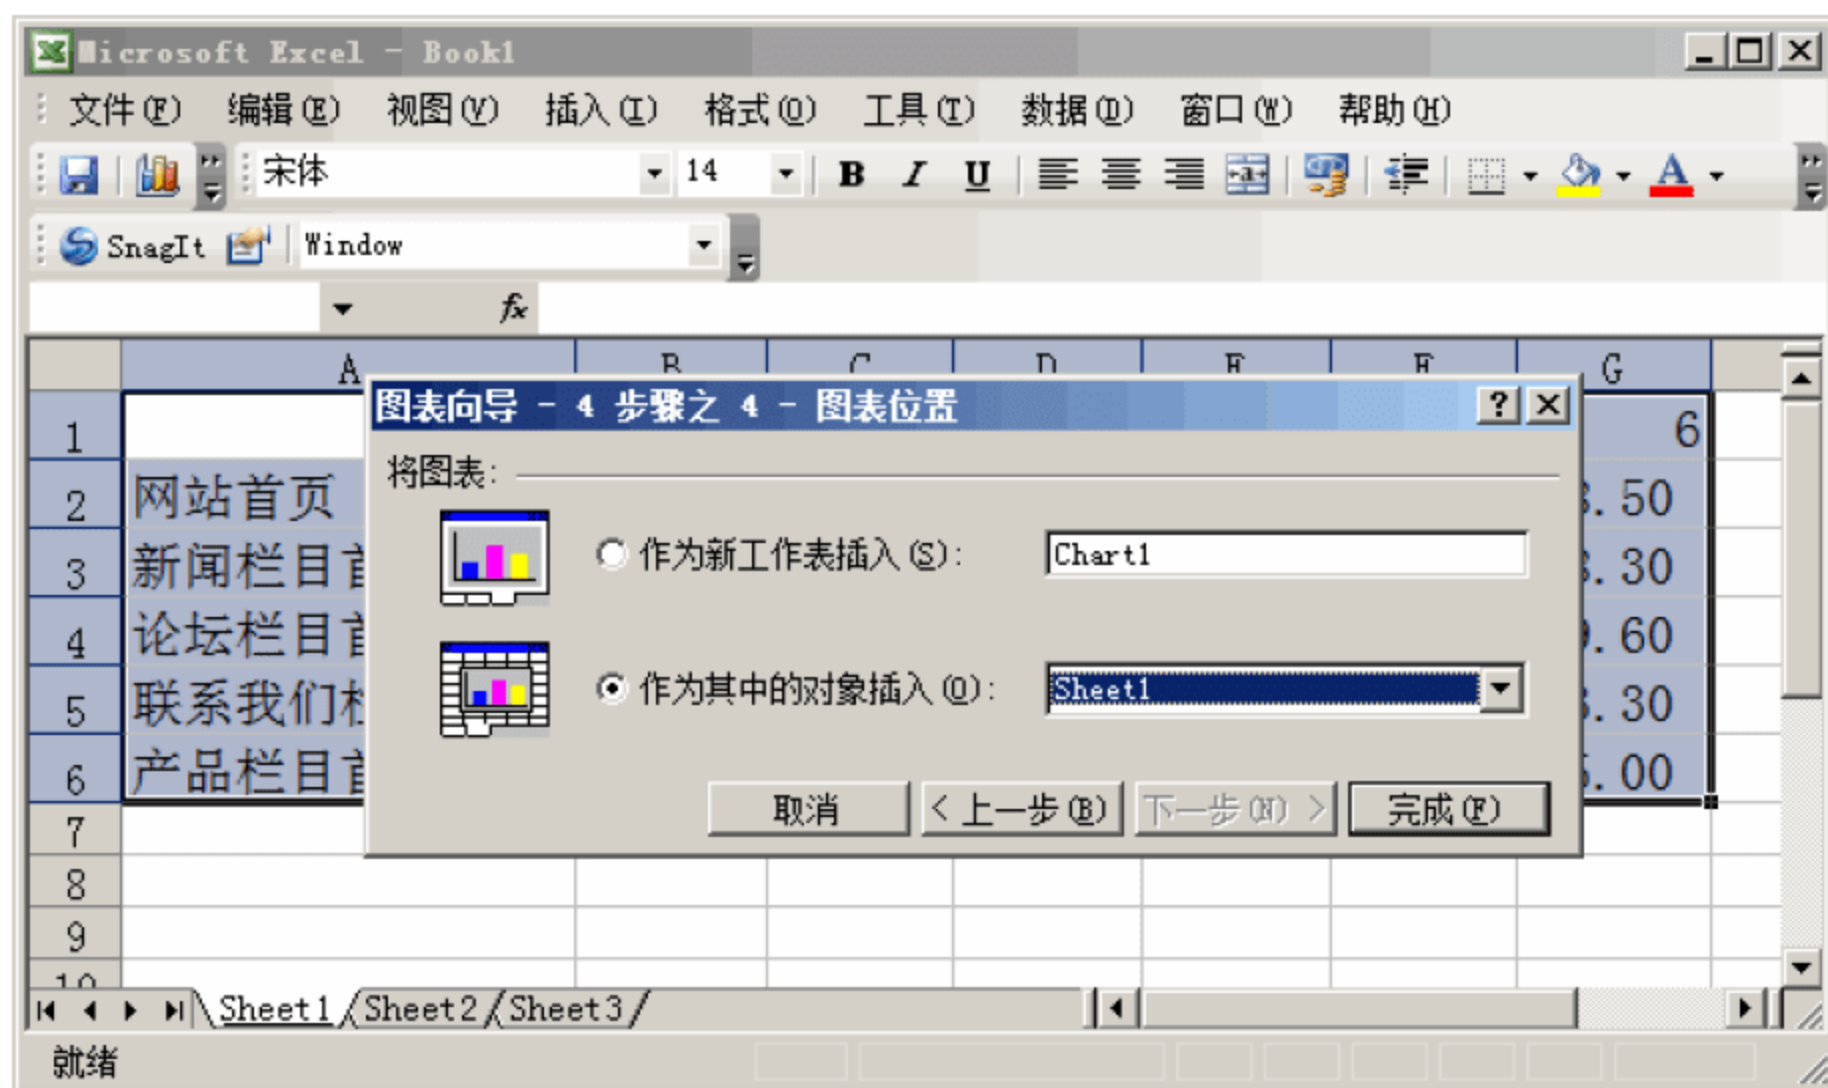 Microsoft Excel - Book1
文件(F) 编辑(E) 视图(V) 插入(I) 格式(O) 工具(T) 数据(D) 窗口(W) 帮助(H)
宋体 14 B I U A
SnagIt Window
fx
A B C D E F G
图表向导 - 4 步骤之 4 - 图表位置
1 6
将图表:
2 网站首页 .50
作为新工作表插入(S): Chart1
3 新闻栏目首 .30
4 论坛栏目首 .60
作为其中的对象插入(O): Sheet1
5 联系我们 .30
6 产品栏目首 .00
取消 <上一步(B) 下一步(N)> 完成(F)
7
8
9
10
Sheet1 Sheet2 Sheet3
就绪